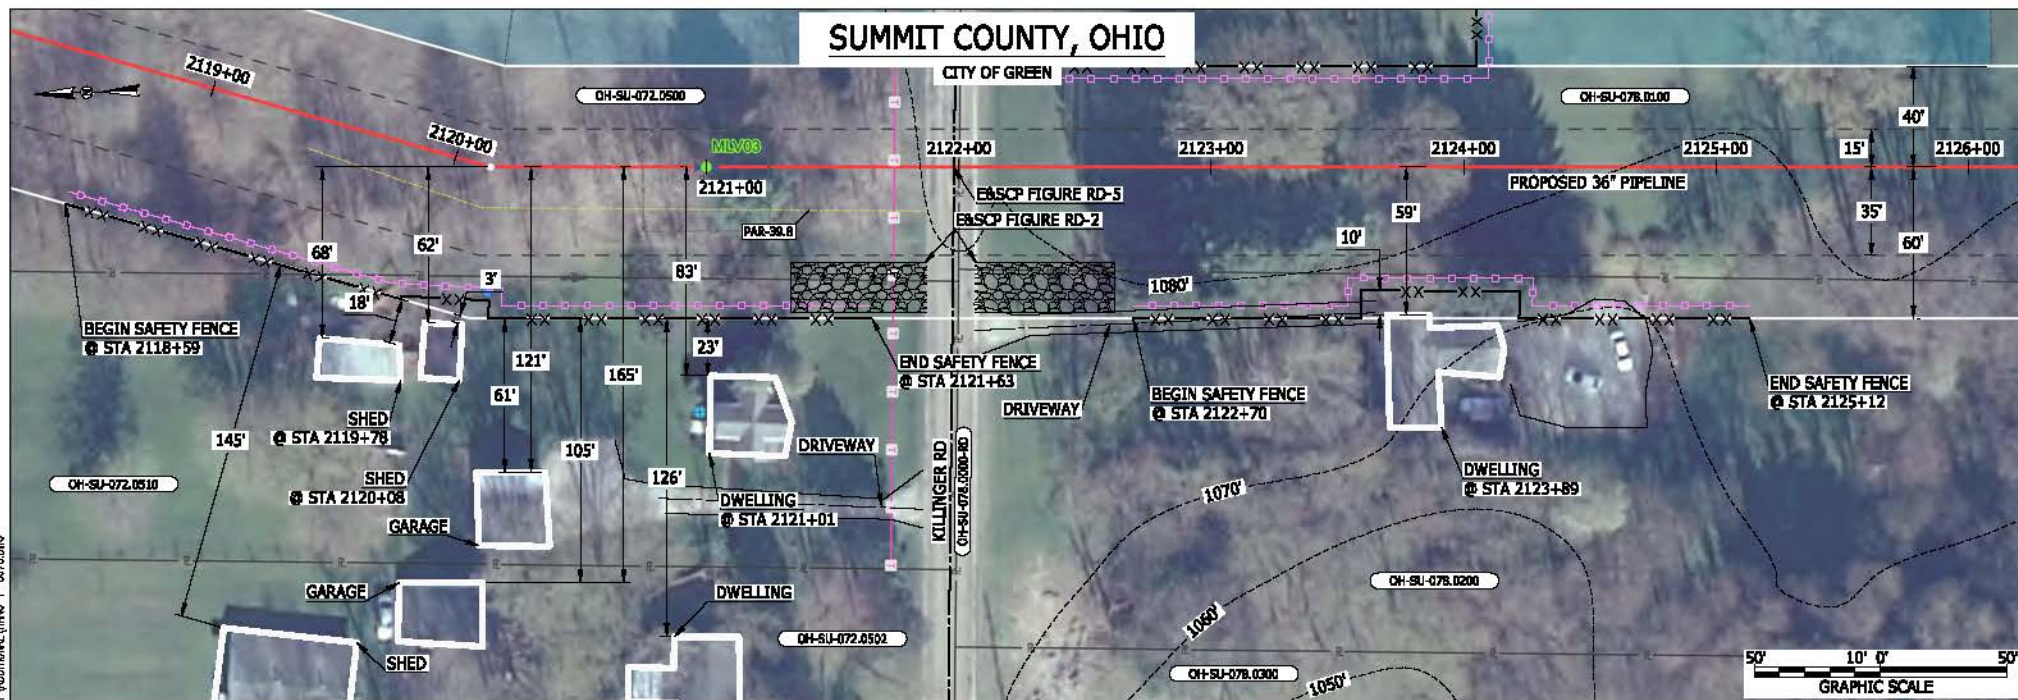 SUMMIT COUNTY, OHIO
CITY OF GREEN
2119+00
2120+00
OH-SU-072.0500
MLV03
2121+00
2122+00
2123+00
2124+00
2125+00
2126+00
OH-SU-078.0100
40'
15'
35'
60'
PROPOSED 36" PIPELINE
E&SCP FIGURE RD-5
E&SCP FIGURE RD-2
PAR-39.8
68'
62'
3'
18'
83'
59'
10'
1080'
BEGIN SAFETY FENCE
@ STA 2118+59
121'
61'
165'
23'
END SAFETY FENCE
@ STA 2121+63
DRIVEWAY
BEGIN SAFETY FENCE
@ STA 2122+70
END SAFETY FENCE
@ STA 2125+12
SHED
@ STA 2119+78
145'
105'
126'
DRIVEWAY
SHED
@ STA 2120+08
DWELLING
@ STA 2121+01
KILLINGER RD
OH-SU-078.0000-RD
DWELLING
@ STA 2123+89
1070'
OH-SU-072.0510
GARAGE
GARAGE
DWELLING
OH-SU-072.0502
SHED
OH-SU-078.0200
1060'
OH-SU-078.0300
1050'
50' 10' 0' 50'
GRAPHIC SCALE